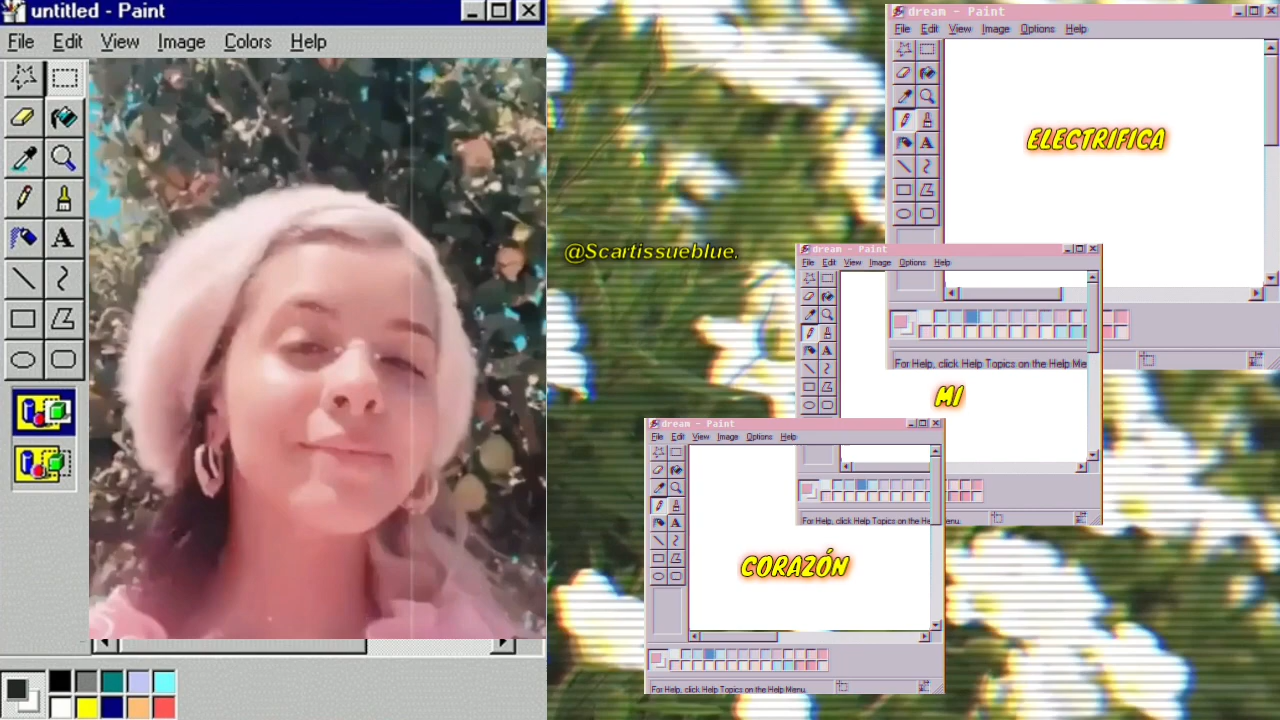 untitled - Paint
File Edit View Image Colors Help
A
@Scartissueblue.
dream - Paint
File Edit View Image Options Help
A
ELECTRIFICA
For Help, click Help Topics on the Help Me
dream - Paint
File Edit View Image Options Help
A
MI
For Help, click Help Topics on the He
enu.
dream - Paint
File Edit View Image Options Help
A
CORAZÓN
For Help, click Help Topics on the Help Menu.